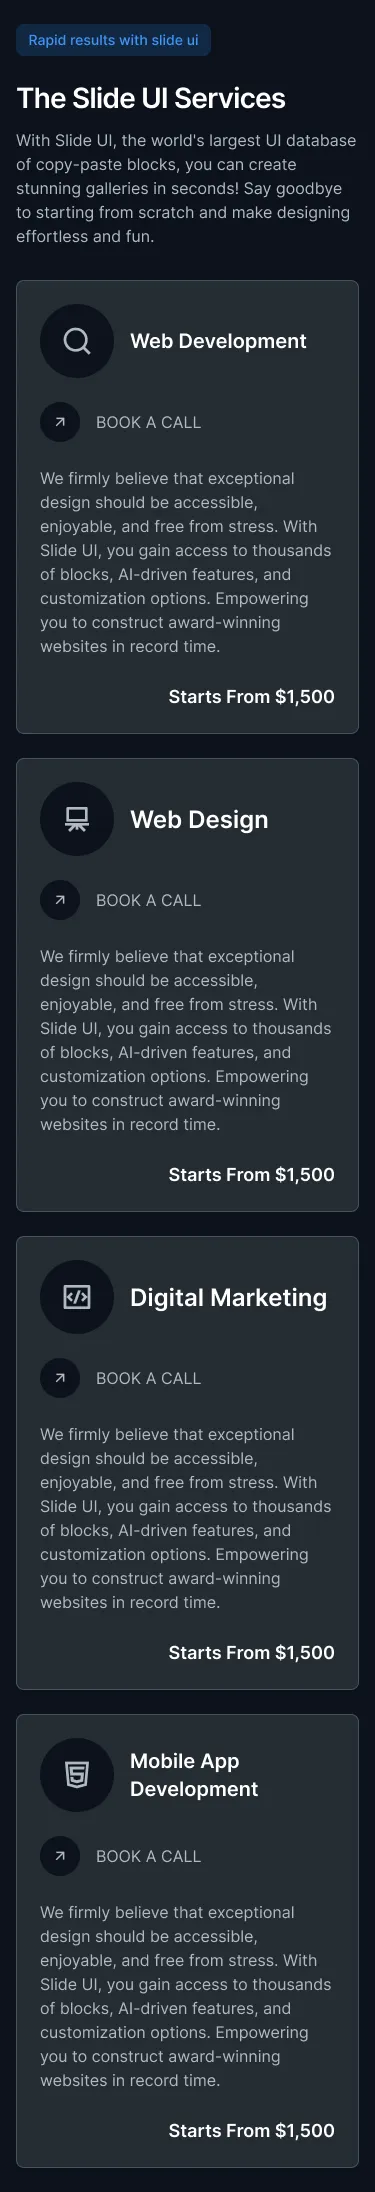 Rapid results with slide ui
The Slide UI Services
With Slide UI, the world's largest UI database
of copy-paste blocks, you can create
stunning galleries in seconds! Say goodbye
to starting from scratch and make designing
effortless and fun.
Web Development
BOOK A CALL
We firmly believe that exceptional
design should be accessible,
enjoyable, and free from stress. With
Slide UI, you gain access to thousands
of blocks, AI-driven features, and
customization options. Empowering
you to construct award-winning
websites in record time.
Starts From $1,500
Web Design
BOOK A CALL
We firmly believe that exceptional
design should be accessible,
enjoyable, and free from stress. With
Slide UI, you gain access to thousands
of blocks, AI-driven features, and
customization options. Empowering
you to construct award-winning
websites in record time.
Starts From $1,500
Digital Marketing
BOOK A CALL
We firmly believe that exceptional
design should be accessible,
enjoyable, and free from stress. With
Slide UI, you gain access to thousands
of blocks, AI-driven features, and
customization options. Empowering
you to construct award-winning
websites in record time.
Starts From $1,500
Mobile App
Development
BOOK A CALL
We firmly believe that exceptional
design should be accessible,
enjoyable, and free from stress. With
Slide UI, you gain access to thousands
of blocks, AI-driven features, and
customization options. Empowering
you to construct award-winning
websites in record time.
Starts From $1,500